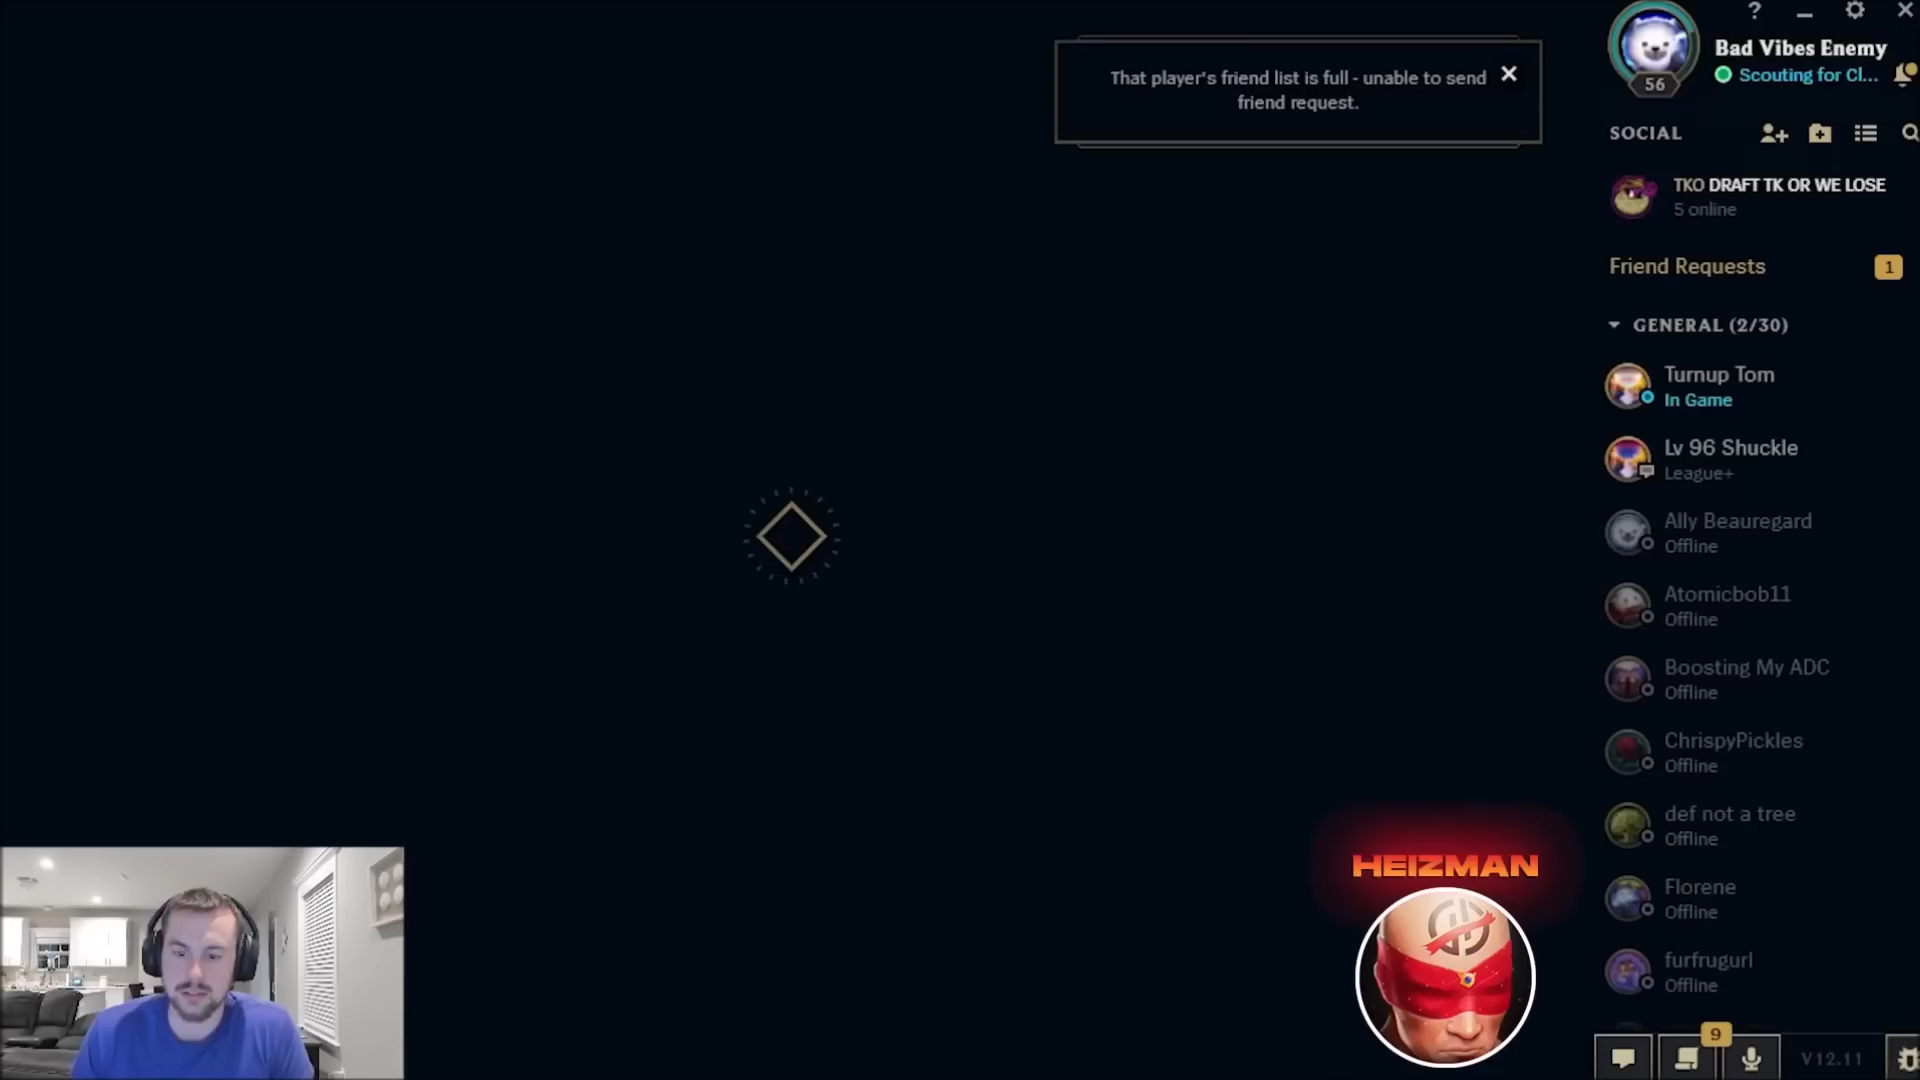 That player's friend list is full - unable to send
friend request.
56
Bad Vibes Enemy
Scouting for Cl...
SOCIAL
TKO DRAFT TK OR WE LOSE
5 online
Friend Requests
1
GENERAL (2/30)
Turnup Tom
In Game
Lv 96 Shuckle
League+
Ally Beauregard
Offline
Atomicbob11
Offline
Boosting My ADC
Offline
ChrispyPickles
Offline
def not a tree
Offline
Florene
Offline
furfrugurl
Offline
HEIZMAN
9
V12.11